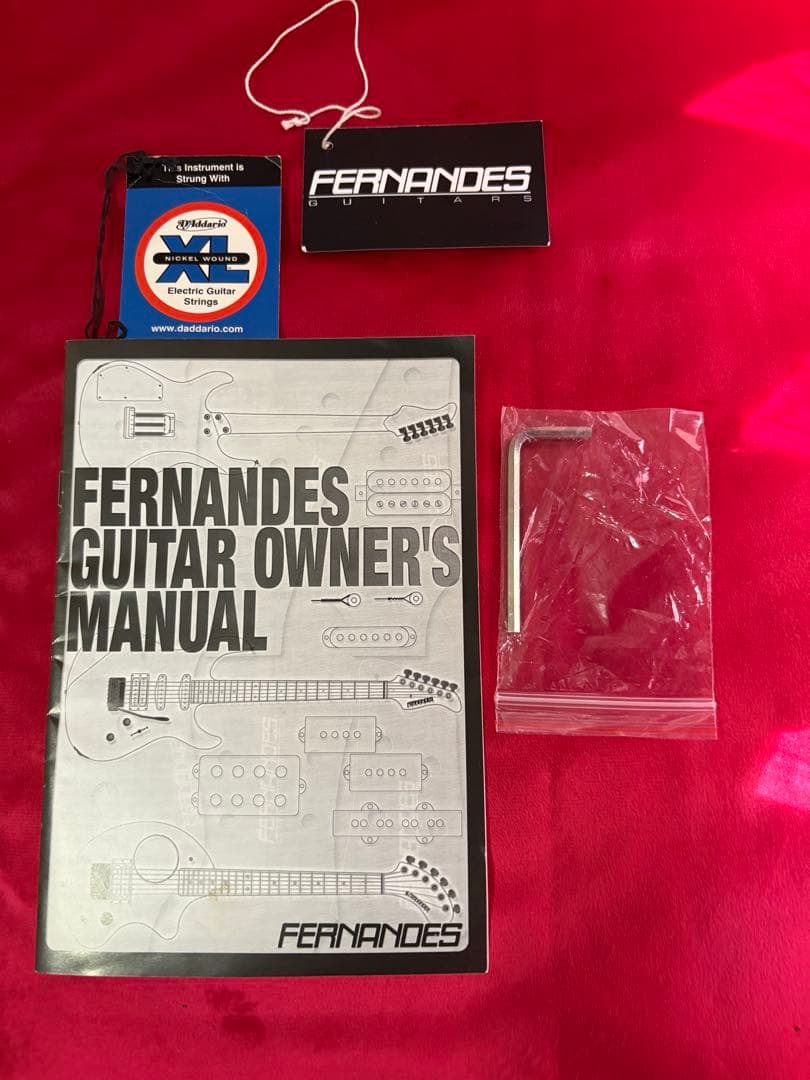 FERNANDES
GUITARS
This Instrument is
Strung With
D'Addario
XL
NICKEL WOUND
Electric Guitar
Strings
www.daddario.com
FERNANDES
GUITAR OWNER'S
MANUAL
FERNANDES